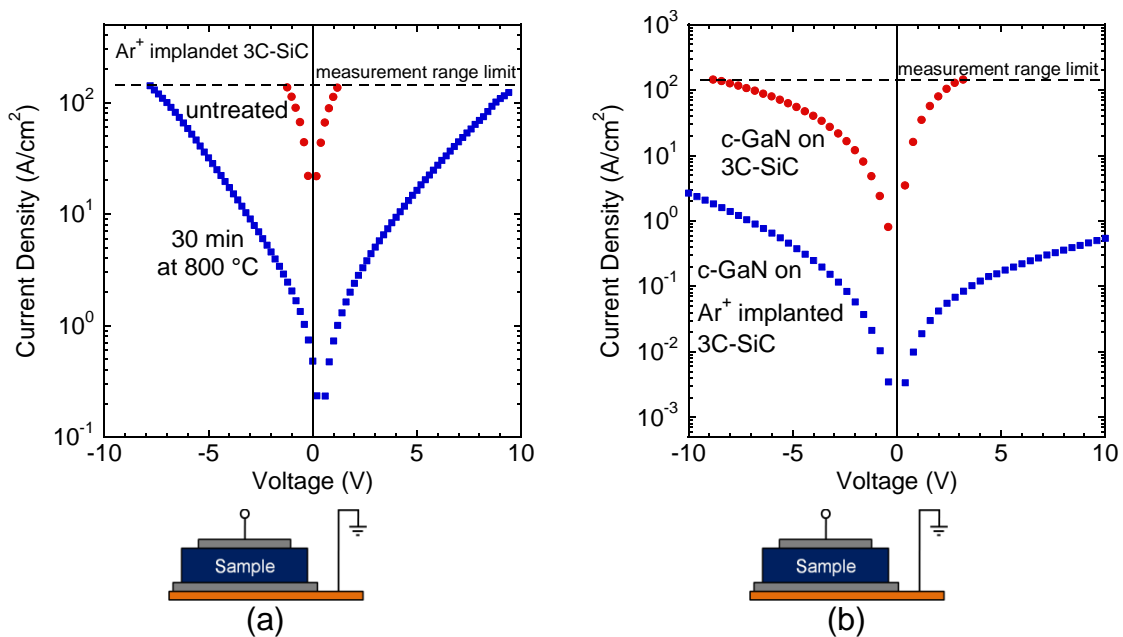 Ar⁺ implandet 3C-SiC
measurement range limit
untreated
30 min
at 800 °C
10²
10¹
10⁰
10⁻¹
Current Density (A/cm²)
-10
-5
0
5
10
Voltage (V)
Sample
(a)
10³
10²
10¹
10⁰
10⁻¹
10⁻²
10⁻³
Current Density (A/cm²)
measurement range limit
c-GaN on
3C-SiC
c-GaN on
Ar⁺ implanted
3C-SiC
-10
-5
0
5
10
Voltage (V)
Sample
(b)